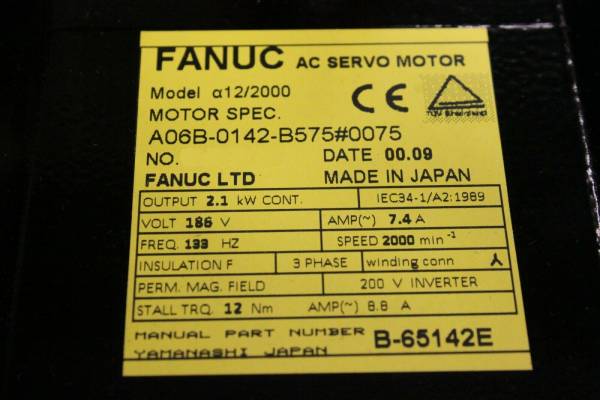 FANUC AC SERVO MOTOR
Model α12/2000
MOTOR SPEC.
A06B-0142-B575#0075
NO. DATE 00.09
FANUC LTD MADE IN JAPAN
OUTPUT 2.1 kW CONT. IEC34-1/A2:1989
VOLT 186 V AMP(~) 7.4 A
FREQ. 133 HZ SPEED 2000 min⁻¹
INSULATION F 3 PHASE winding conn
PERM. MAG. FIELD 200 V INVERTER
STALL TRQ. 12 Nm AMP(~) 8.8 A
MANUAL PART NUMBER B-65142E
YAMANASHI JAPAN
CE
TÜV Rheinland